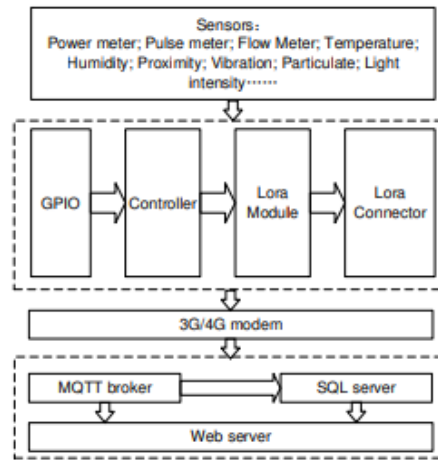 Sensors：
Power meter; Pulse meter; Flow Meter; Temperature;
Humidity; Proximity; Vibration; Particulate; Light
intensity······
GPIO
Controller
Lora
Module
Lora
Connector
3G/4G modem
MQTT broker
SQL server
Web server